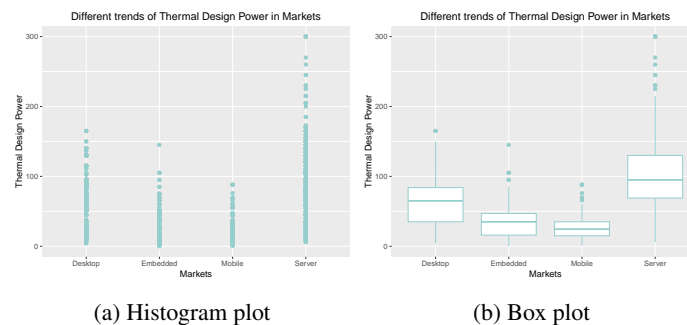 Different trends of Thermal Design Power in Markets
300
200
100
0
Thermal Design Power
Desktop Embedded Mobile Server
Markets
(a) Histogram plot
Different trends of Thermal Design Power in Markets
300
200
100
0
Thermal Design Power
Desktop Embedded Mobile Server
Markets
(b) Box plot